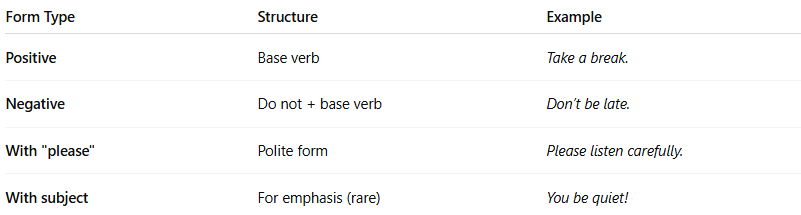 Form Type Structure Example
Positive Base verb Take a break.
Negative Do not + base verb Don't be late.
With "please" Polite form Please listen carefully.
With subject For emphasis (rare) You be quiet!